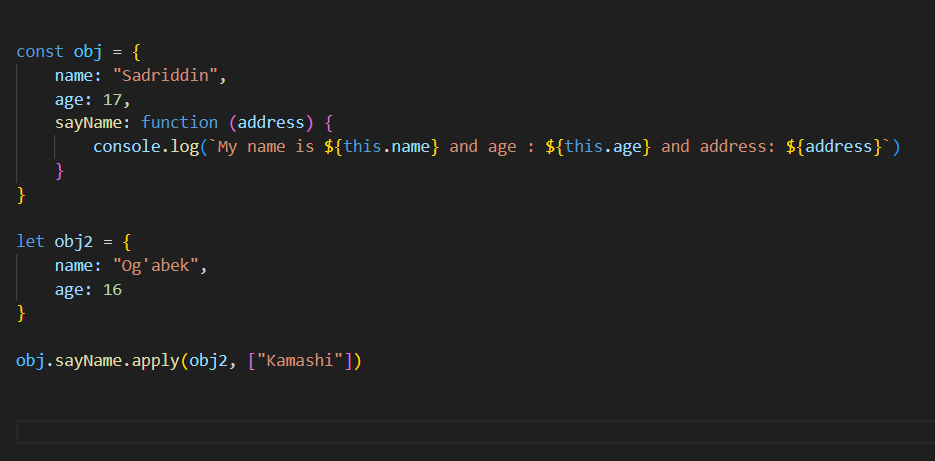 const obj = {
    name: "Sadriddin",
    age: 17,
    sayName: function (address) {
        console.log(`My name is ${this.name} and age : ${this.age} and address: ${address}`)
    }
}
let obj2 = {
    name: "Og'abek",
    age: 16
}
obj.sayName.apply(obj2, ["Kamashi"])